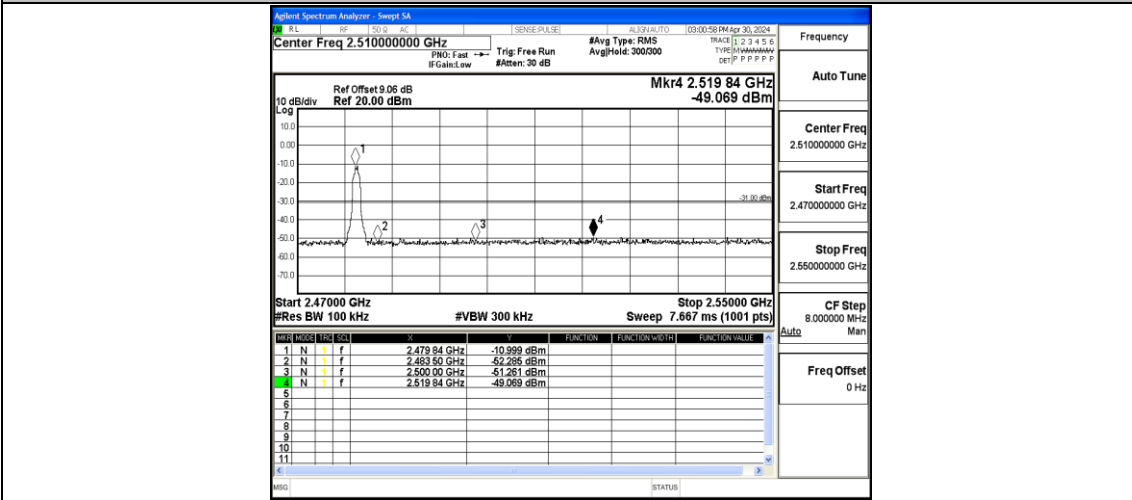 Agilent Spectrum Analyzer - Swept SA
RL RF 50 Ω AC SENSE:PULSE ALIGN AUTO 03:00:58 PM Apr 30, 2024
Center Freq 2.510000000 GHz
PNO: Fast
IFGain:Low
Trig: Free Run
#Atten: 30 dB
#Avg Type: RMS
Avg|Hold: 300/300
TRACE 1 2 3 4 5 6
TYPE MWWWWW
DET P P P P P P
Frequency
Auto Tune
Center Freq
2.510000000 GHz
Start Freq
2.470000000 GHz
Stop Freq
2.550000000 GHz
CF Step
8.000000 MHz
Auto Man
Freq Offset
0 Hz
Mkr4 2.519 84 GHz
-49.069 dBm
Ref Offset 9.06 dB
Ref 20.00 dBm
10 dB/div
Log
10.0
0.00
-10.0
-20.0
-30.0
-40.0
-50.0
-60.0
-70.0
1
2
3
4
-31.00 dBm
Start 2.47000 GHz
Stop 2.55000 GHz
#Res BW 100 kHz
#VBW 300 kHz
Sweep 7.667 ms (1001 pts)
MKR MODE TRC SCL X Y FUNCTION FUNCTION WIDTH FUNCTION VALUE
1 N 1 f 2.479 84 GHz -10.999 dBm
2 N 1 f 2.483 50 GHz -52.285 dBm
3 N 1 f 2.500 00 GHz -51.261 dBm
4 N 1 f 2.519 84 GHz -49.069 dBm
5
6
7
8
9
10
11
MSG
STATUS